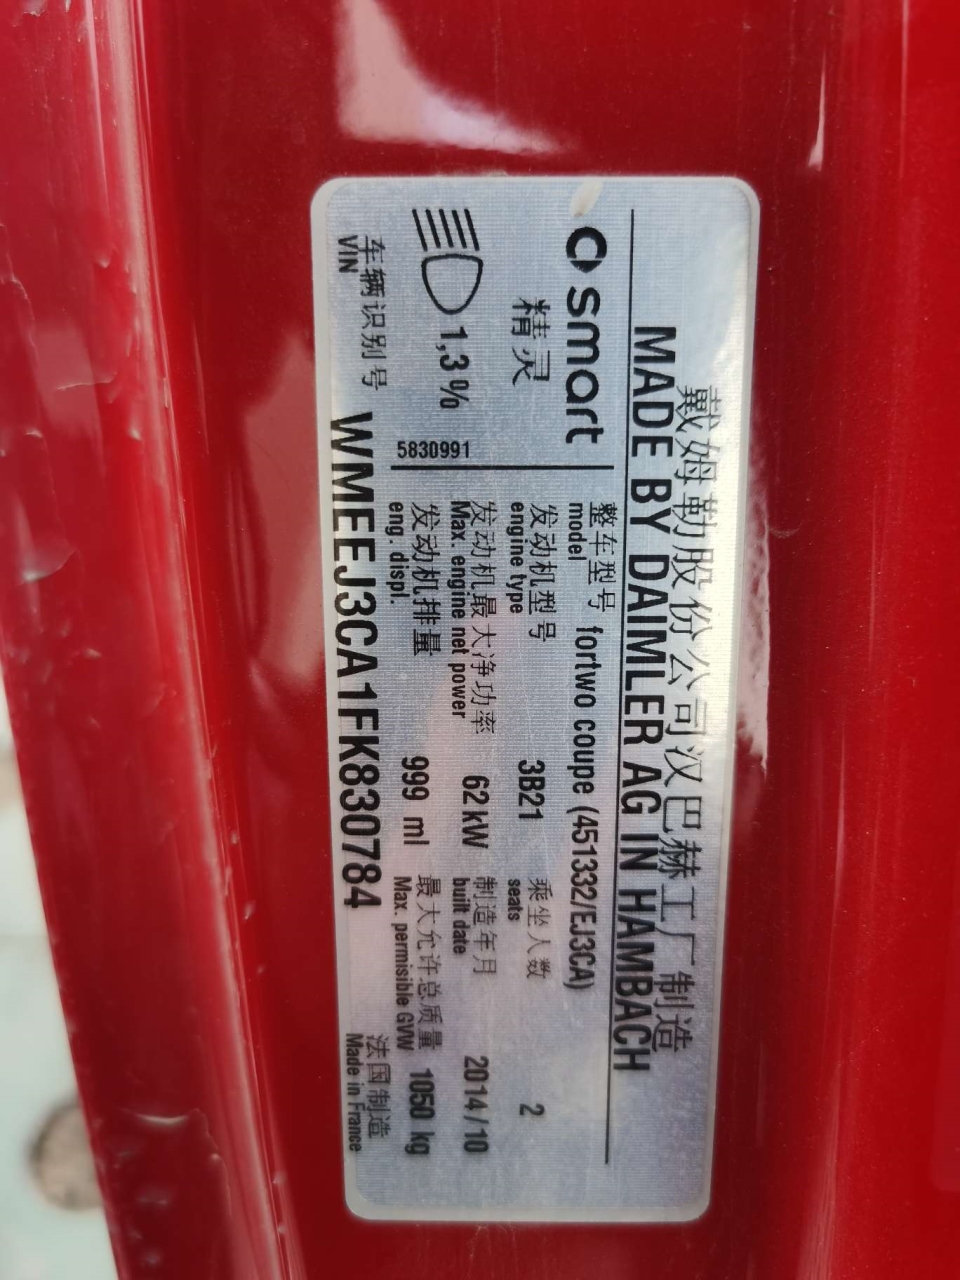 戴姆勒股份公司汉巴赫工厂制造
MADE BY DAIMLER AG IN HAMBACH
smart
精灵
1,3%
5830991
整车型号 fortwo coupe (451332/EJ3CA)
model
发动机型号 3B21 乘坐人数 2
engine type seats
发动机最大净功率 62 kW 制造年月 2014/10
Max. engine net power built date
发动机排量 999 ml 最大允许总质量 1050 kg
eng. displ. Max. permisible GVW
车辆识别号 WMEEJ3CA1FK830784 法国制造
VIN Made in France